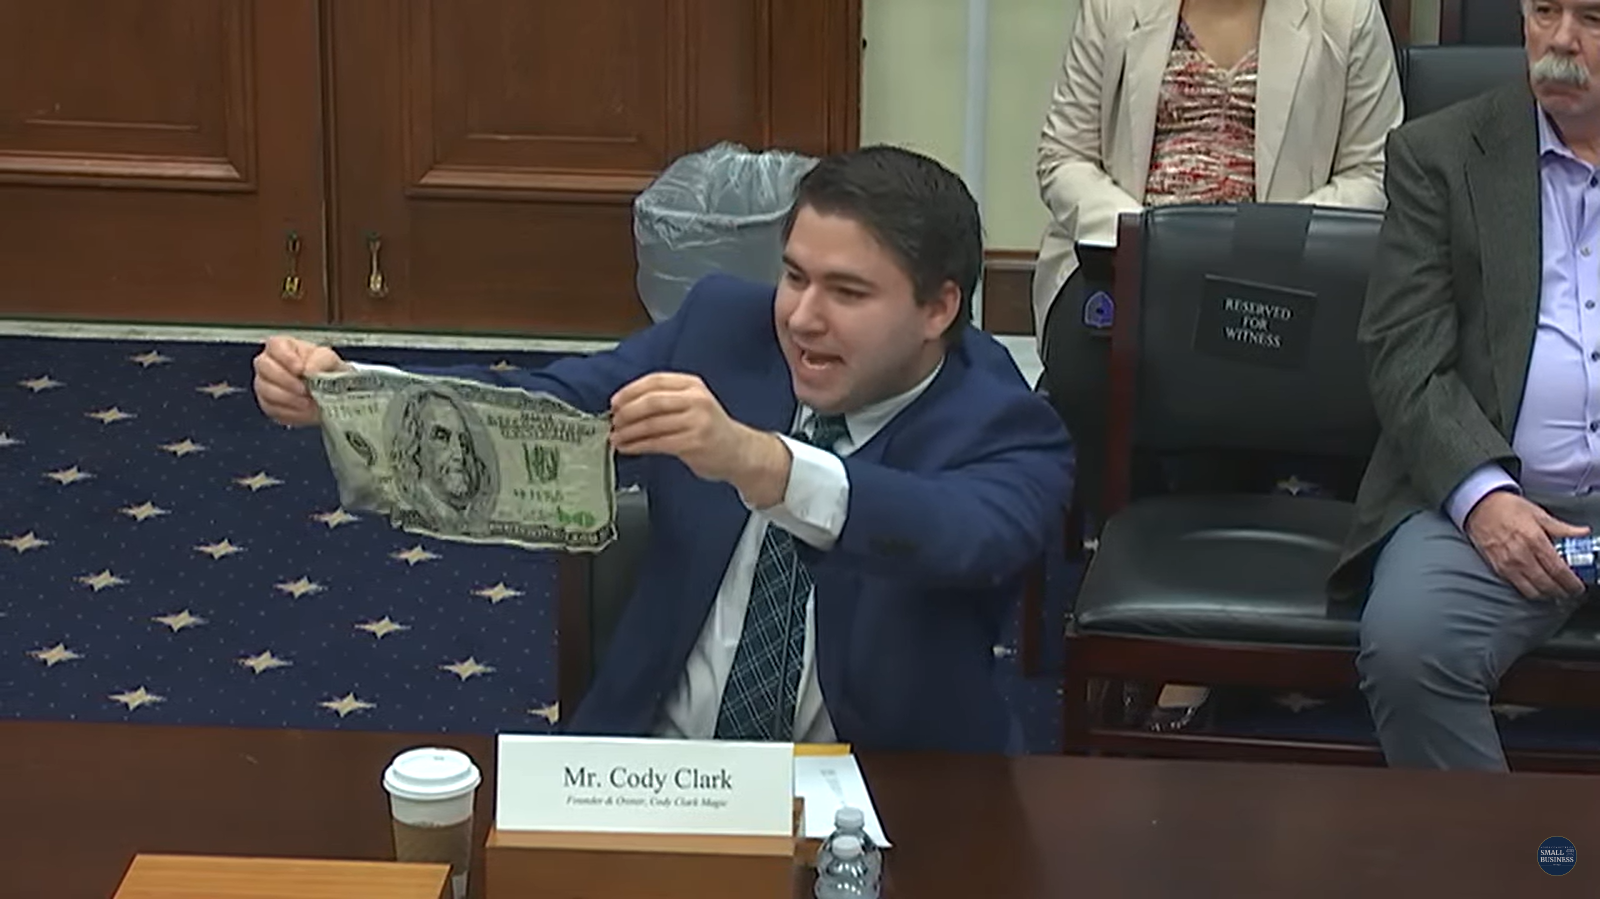 RESERVED
FOR
WITNESS
Mr. Cody Clark
Founder & Owner, Cody Clark Magic
SMALL
BUSINESS